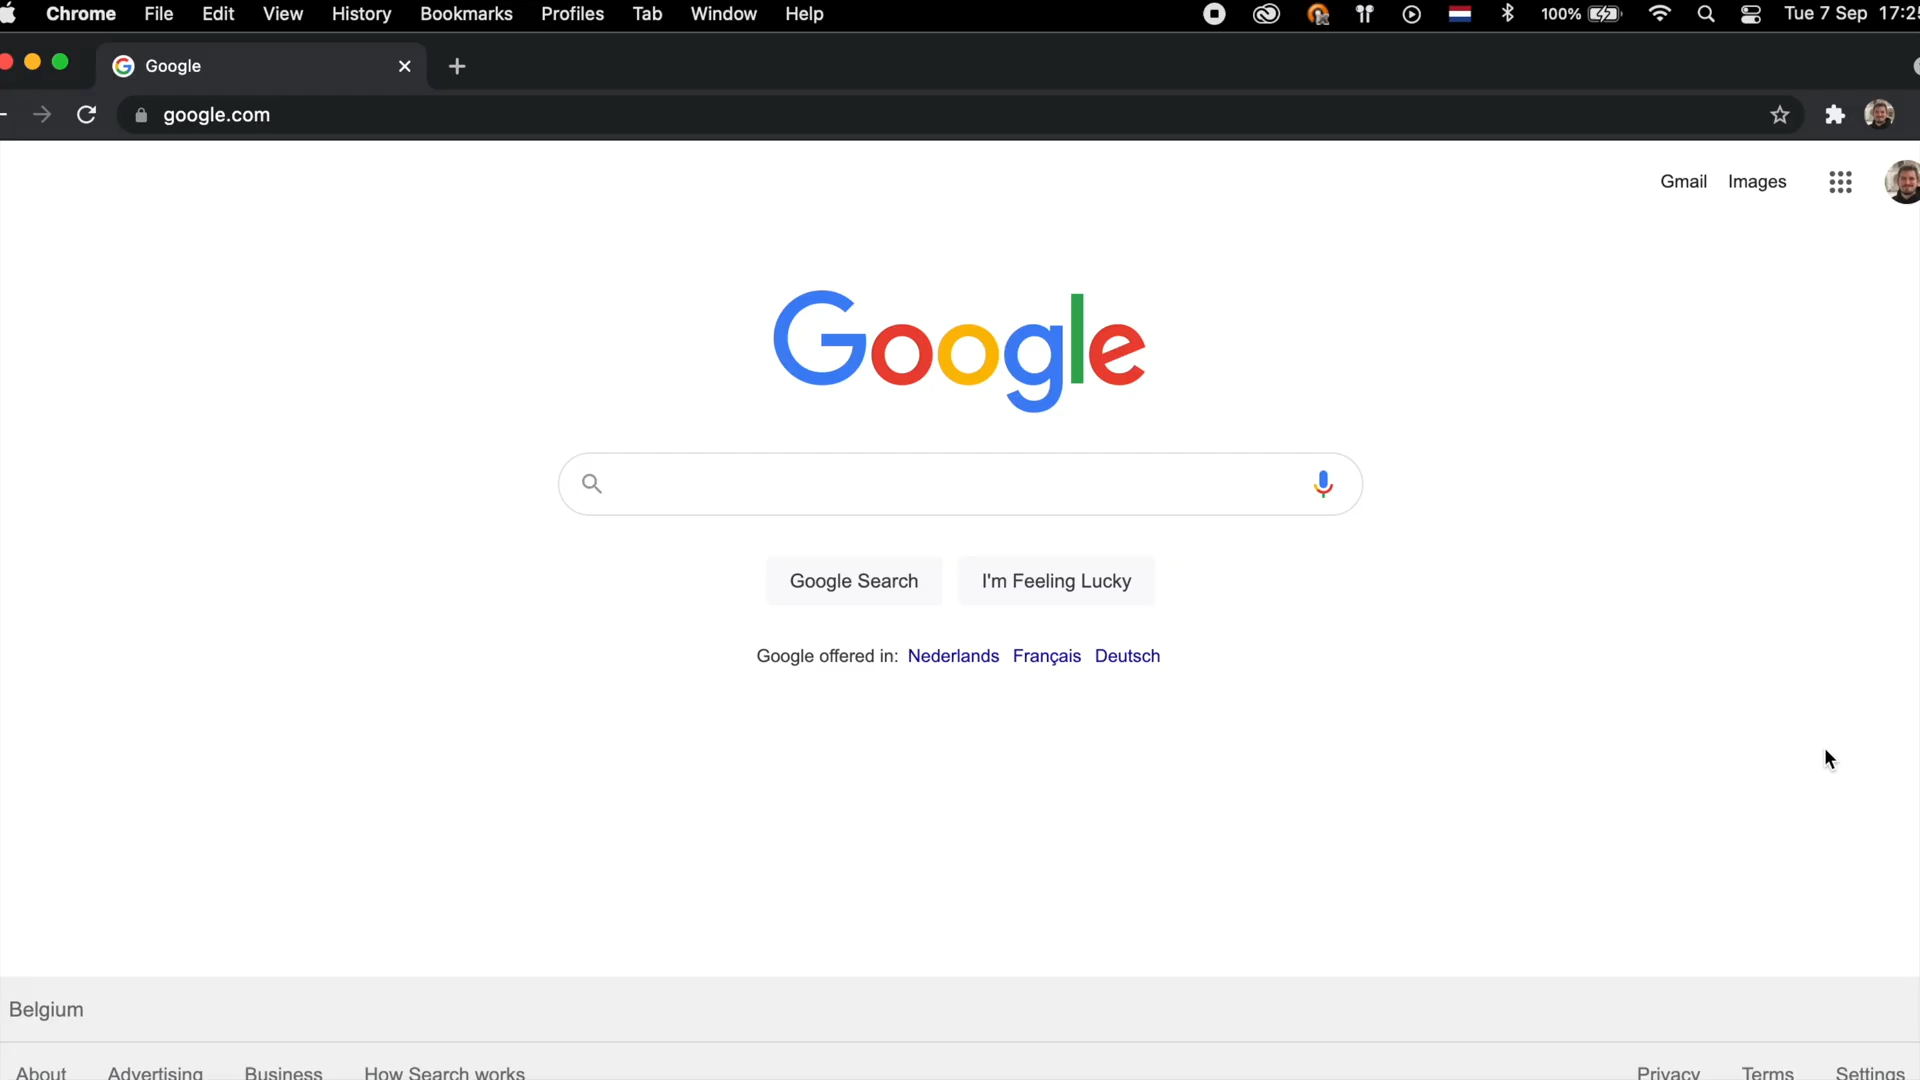 Chrome File Edit View History Bookmarks Profiles Tab Window Help 100% Tue 7 Sep 17:2
Google
google.com
Gmail Images
Google
Google Search I'm Feeling Lucky
Google offered in: Nederlands Français Deutsch
Belgium
About Advertising Business How Search works Privacy Terms Settings